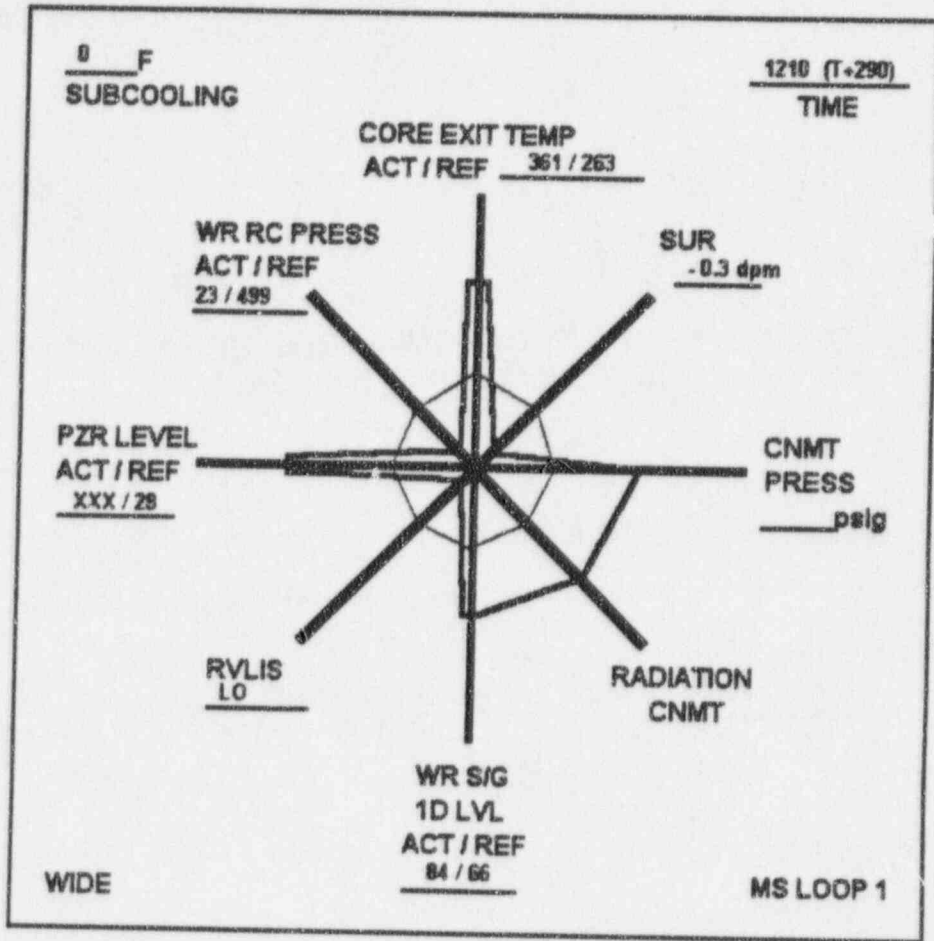 0 F
SUBCOOLING
1210 (T+290)
TIME
CORE EXIT TEMP
ACT / REF 361 / 263
WR RC PRESS
ACT / REF
23 / 499
SUR
- 0.3 dpm
PZR LEVEL
ACT / REF
XXX / 28
CNMT
PRESS
psig
RVLIS
LO
RADIATION
CNMT
WR S/G
1D LVL
ACT / REF
84 / 66
WIDE
MS LOOP 1